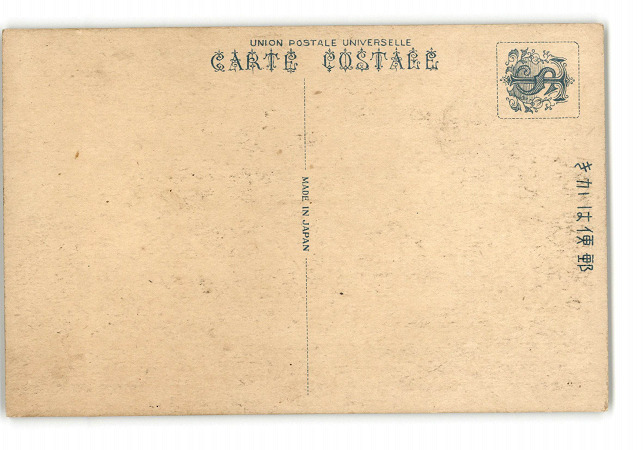 UNION POSTALE UNIVERSELLE
CARTE POSTALE
MADE IN JAPAN
郵便はかき